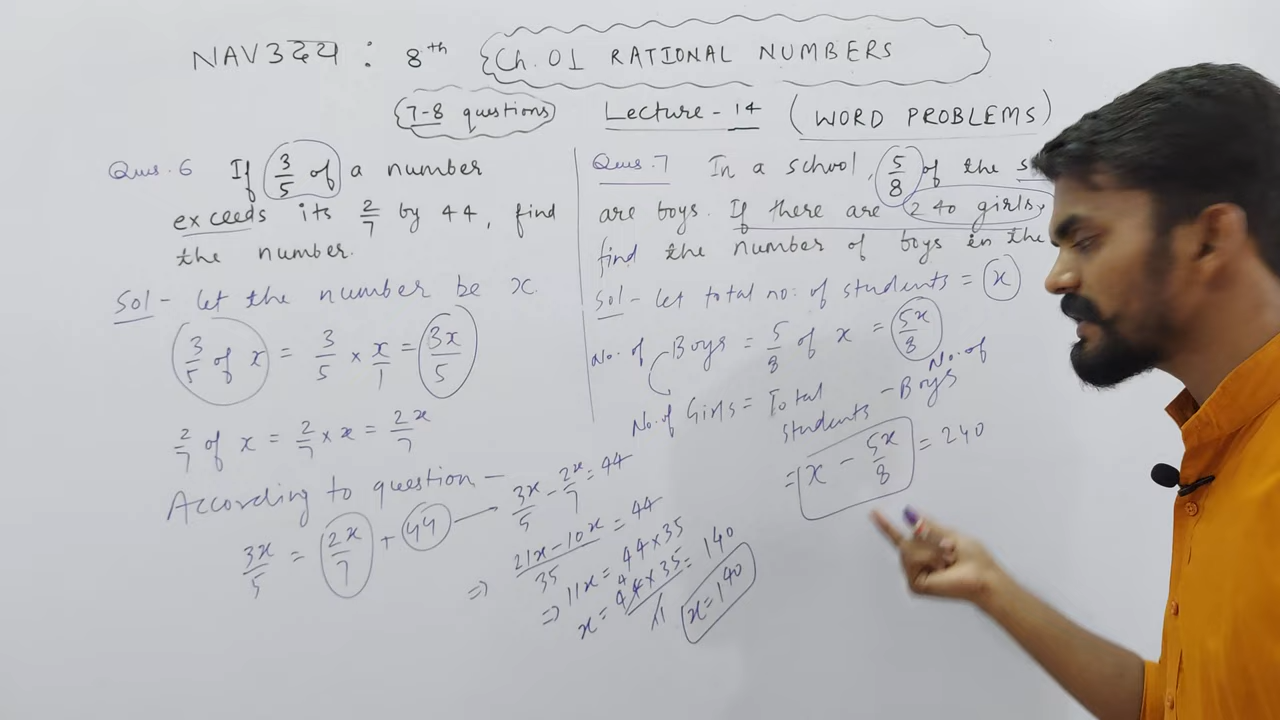 NAV3देव : 8th Ch. 01 RATIONAL NUMBERS
7-8 questions Lecture - 14 (WORD PROBLEMS)
Ques. 6 If 3/5 of a number
exceeds its 2/7 by 44, find
the number.
Sol - let the number be x.
3/5 of x = 3/5 × x/1 = 3x/5
2/7 of x = 2/7 × x = 2x/7
According to question -
3x/5 = 2x/7 + 44
3x/5 - 2x/7 = 44
⇒ 21x - 10x/35 = 44
⇒ 11x = 44×35
x = 44×35/11 = 140
x = 140
Ques. 7 In a school, 5/8 of the
are boys. If there are 240 girls,
find the number of boys in the
Sol - let total no. of students = x
No. of Boys = 5/8 of x = 5x/8
No. of Girls = Total students - No. of Boys
= x - 5x/8 = 240